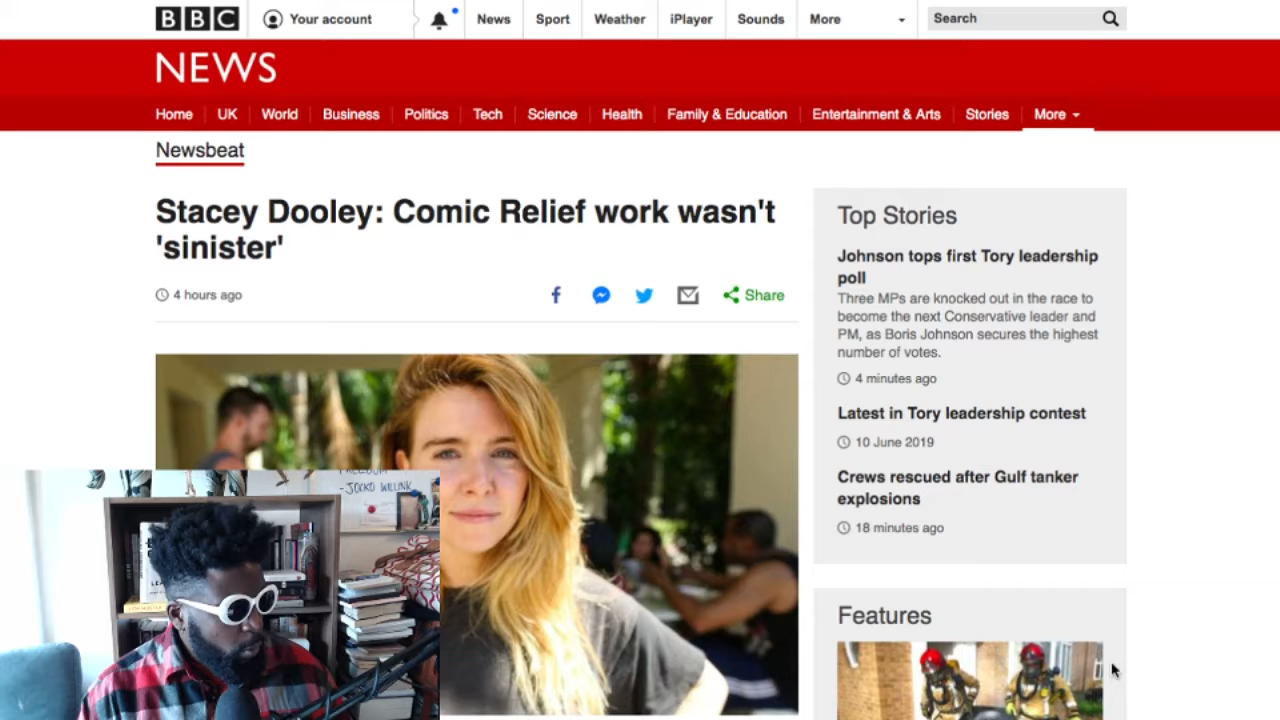 BBC
Your account
News
Sport
Weather
iPlayer
Sounds
More
Search
NEWS
Home
UK
World
Business
Politics
Tech
Science
Health
Family & Education
Entertainment & Arts
Stories
More
Newsbeat
Stacey Dooley: Comic Relief work wasn't
'sinister'
4 hours ago
Share
Top Stories
Johnson tops first Tory leadership
poll
Three MPs are knocked out in the race to
become the next Conservative leader and
PM, as Boris Johnson secures the highest
number of votes.
4 minutes ago
Latest in Tory leadership contest
10 June 2019
Crews rescued after Gulf tanker
explosions
18 minutes ago
Features
- JOCKO WILLINK